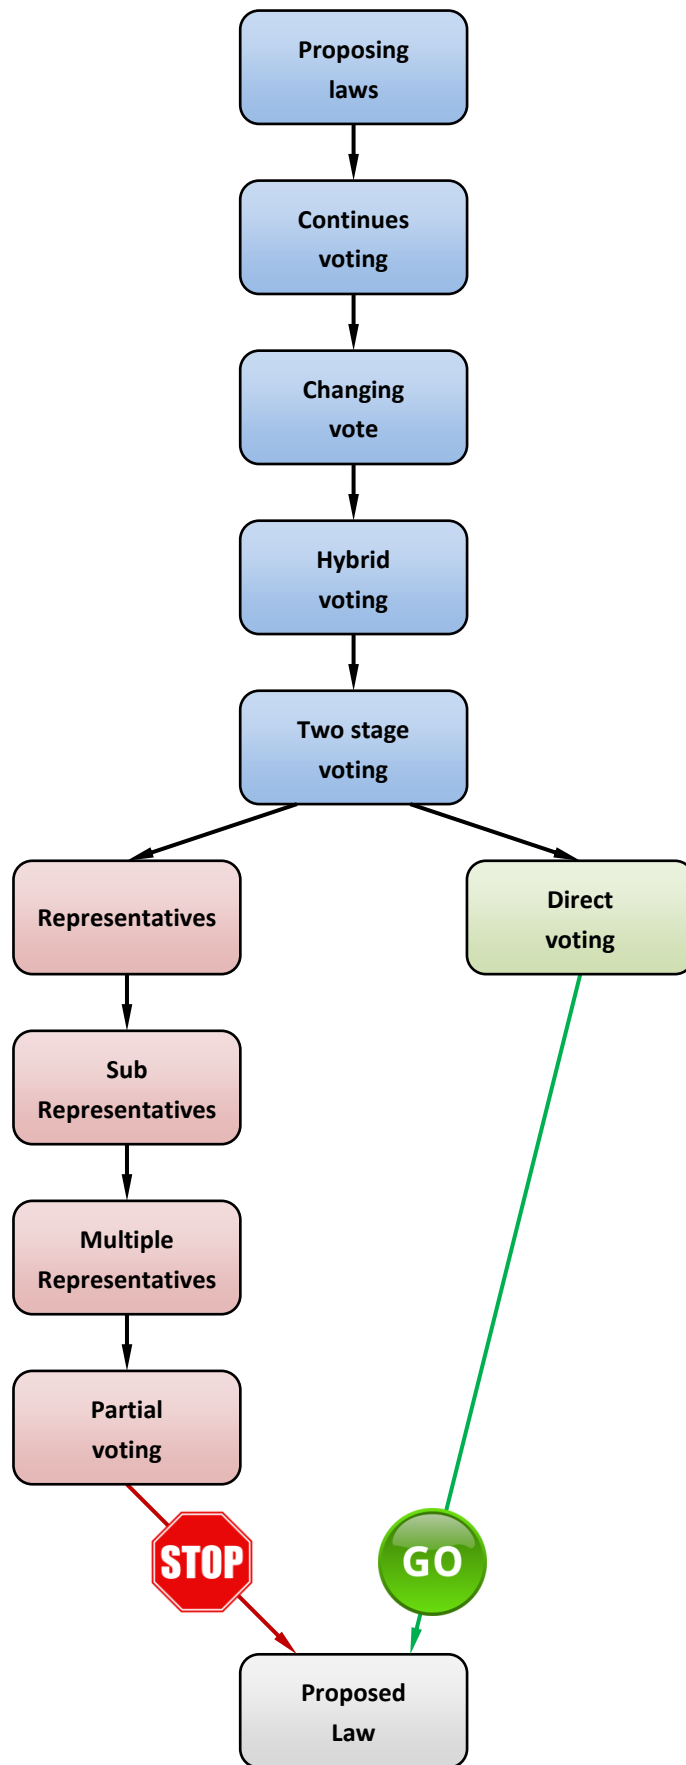 Proposing
laws
Continues
voting
Changing
vote
Hybrid
voting
Two stage
voting
Representatives
Direct
voting
Sub
Representatives
Multiple
Representatives
Partial
voting
STOP
GO
Proposed
Law